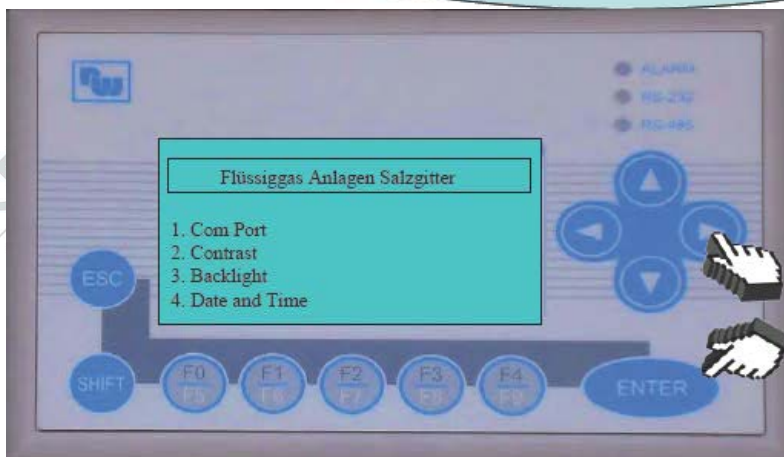 ALARM
RS-232
RS-485
Flüssiggas Anlagen Salzgitter
1. Com Port
2. Contrast
3. Backlight
4. Date and Time
ESC
SHIFT
F0
F5
F1
F6
F2
F7
F3
F8
F4
F9
ENTER